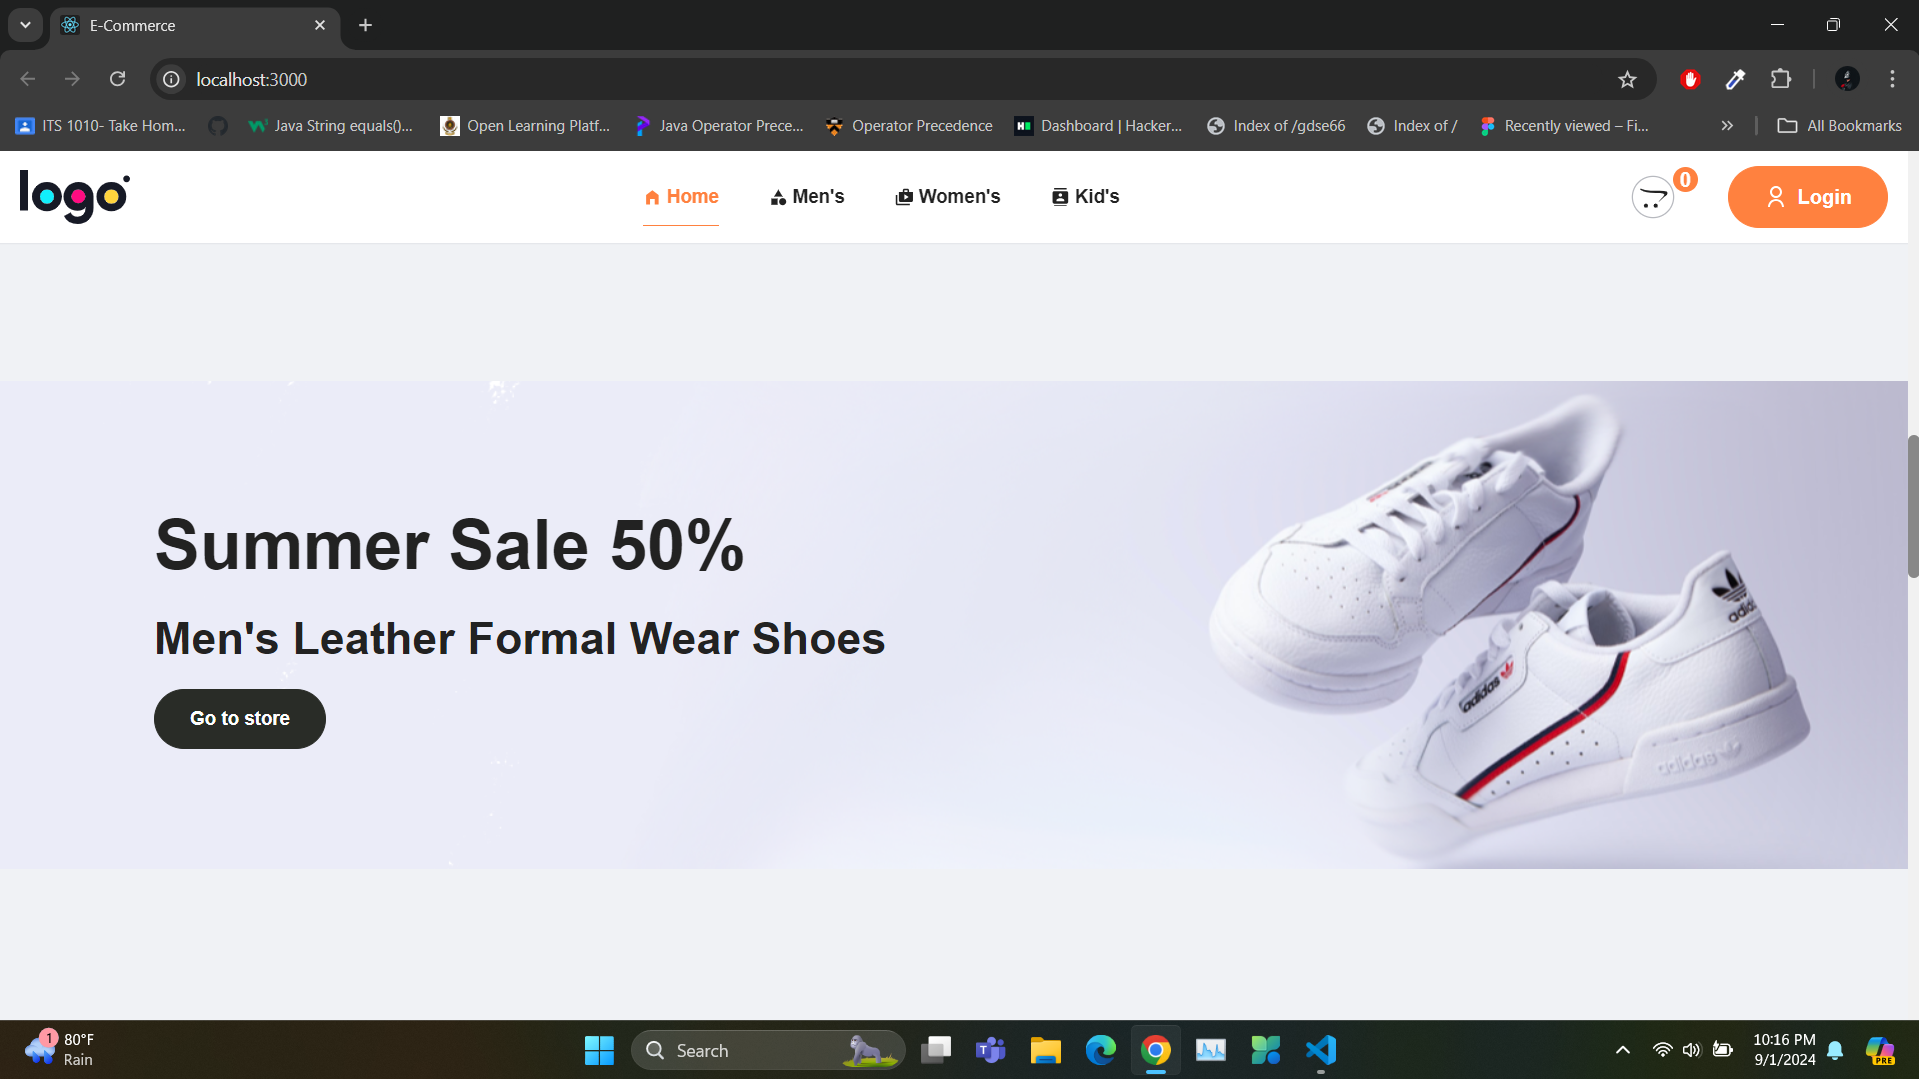 E-Commerce
localhost:3000
ITS 1010- Take Hom...
Java String equals()...
Open Learning Platf...
Java Operator Prece...
Operator Precedence
Dashboard | Hacker...
Index of /gdse66
Index of /
Recently viewed – Fi...
All Bookmarks
logo
Home
Men's
Women's
Kid's
0
Login
Summer Sale 50%
Men's Leather Formal Wear Shoes
Go to store
adidas
adidas
1
80°F
Rain
Search
10:16 PM
9/1/2024
PRE